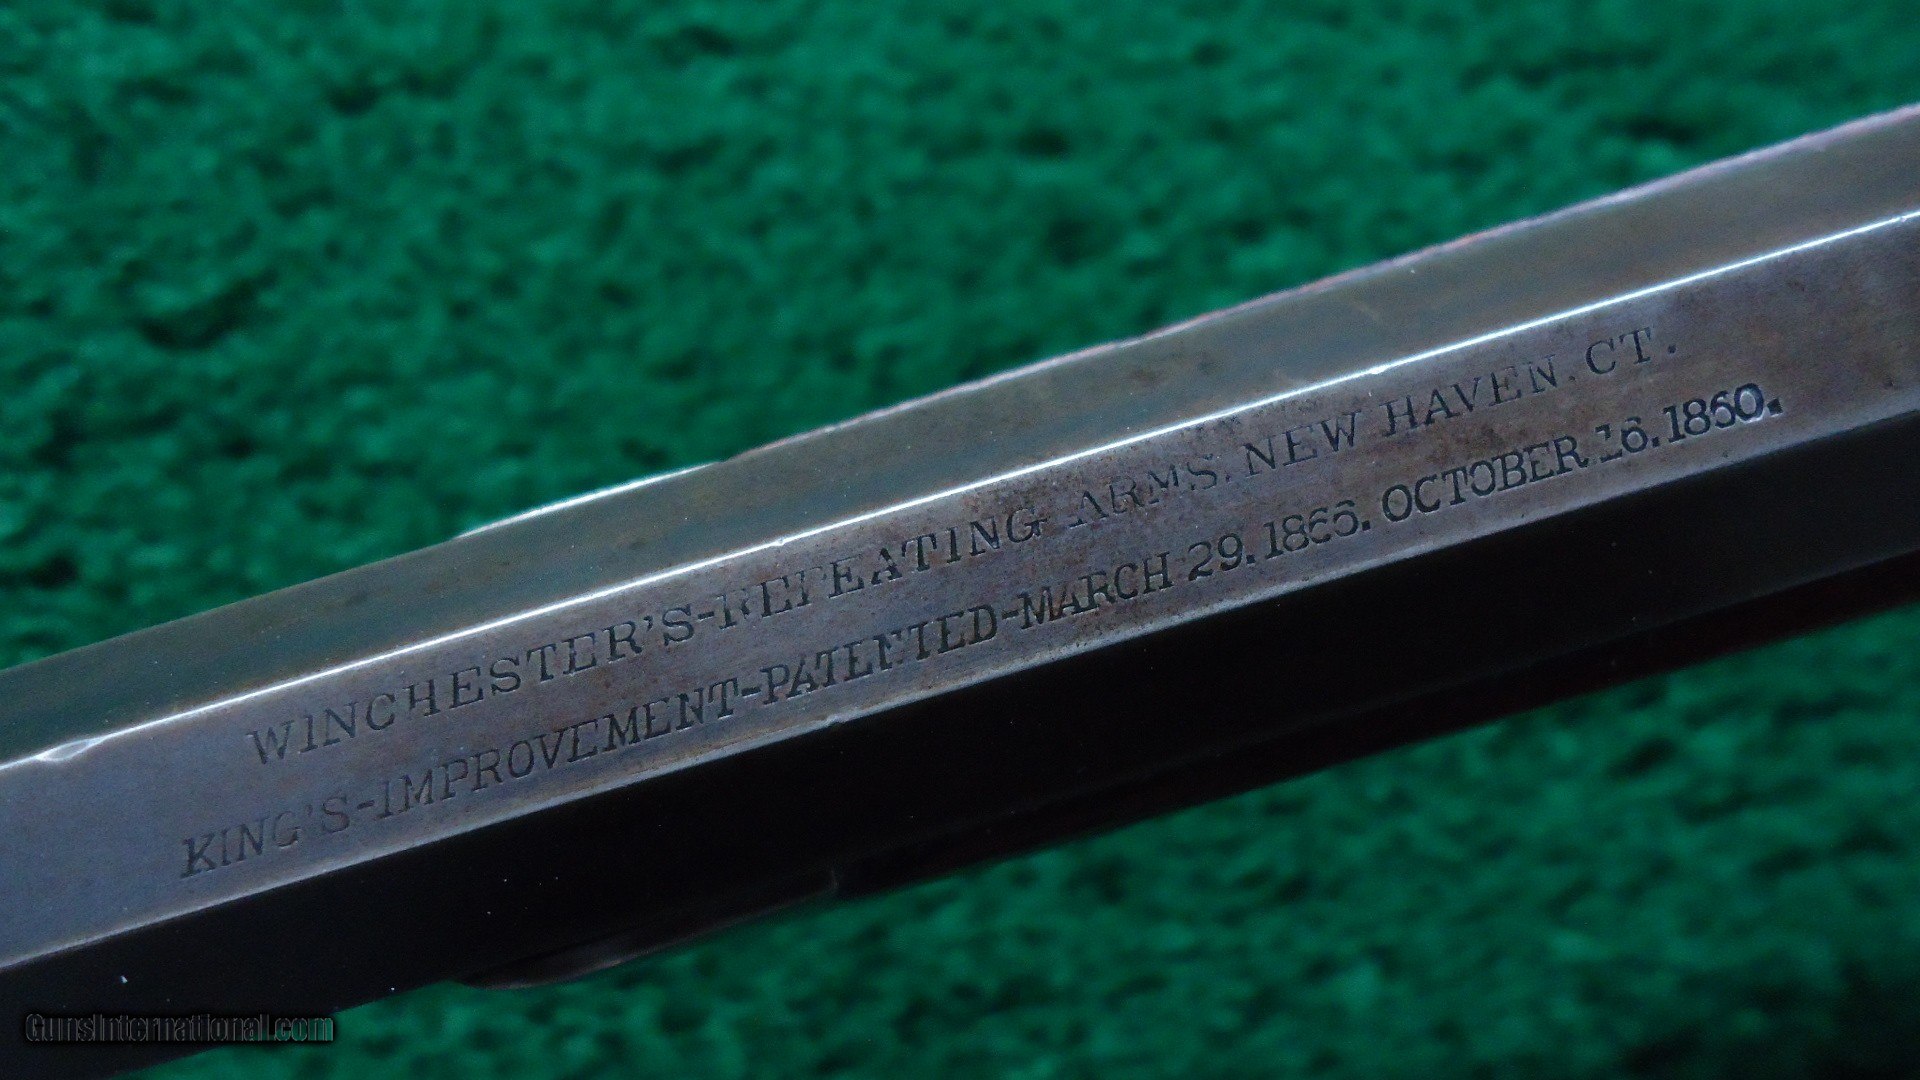 WINCHESTER'S-REPEATING ARMS. NEW HAVEN. CT.
KING'S-IMPROVEMENT-PATENTED-MARCH 29. 1866. OCTOBER 16. 1860.
GunsInternational.com